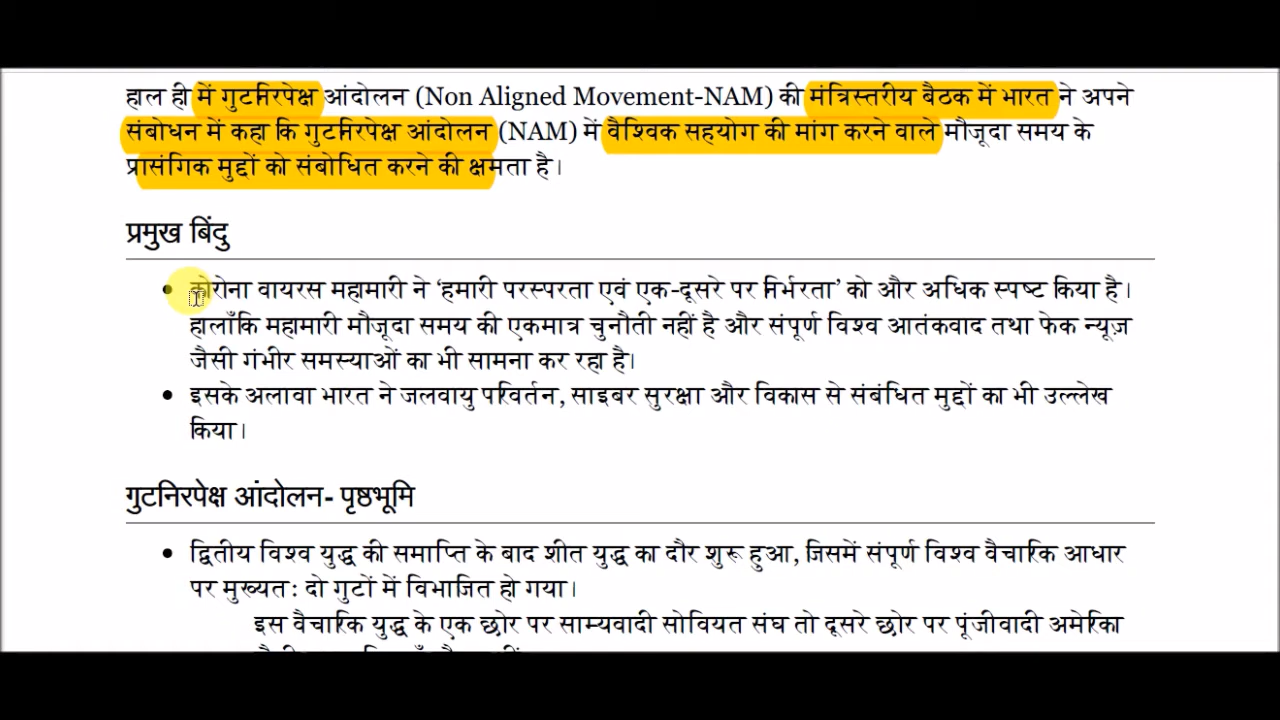 हाल ही में गुटनिरपेक्ष आंदोलन (Non Aligned Movement-NAM) की मंत्रिस्तरीय बैठक में भारत ने अपने
संबोधन में कहा कि गुटनिरपेक्ष आंदोलन (NAM) में वैश्विक सहयोग की मांग करने वाले मौजूदा समय के
प्रासंगिक मुद्दों को संबोधित करने की क्षमता है।
प्रमुख बिंदु
• कोरोना वायरस महामारी ने ‘हमारी परस्परता एवं एक-दूसरे पर निर्भरता’ को और अधिक स्पष्ट किया है।
हालाँकि महामारी मौजूदा समय की एकमात्र चुनौती नहीं है और संपूर्ण विश्व आतंकवाद तथा फेक न्यूज़
जैसी गंभीर समस्याओं का भी सामना कर रहा है।
• इसके अलावा भारत ने जलवायु परिवर्तन, साइबर सुरक्षा और विकास से संबंधित मुद्दों का भी उल्लेख
किया।
गुटनिरपेक्ष आंदोलन- पृष्ठभूमि
• द्वितीय विश्व युद्ध की समाप्ति के बाद शीत युद्ध का दौर शुरू हुआ, जिसमें संपूर्ण विश्व वैचारिक आधार
पर मुख्यतः दो गुटों में विभाजित हो गया।
इस वैचारिक युद्ध के एक छोर पर साम्यवादी सोवियत संघ तो दूसरे छोर पर पूंजीवादी अमेरिका